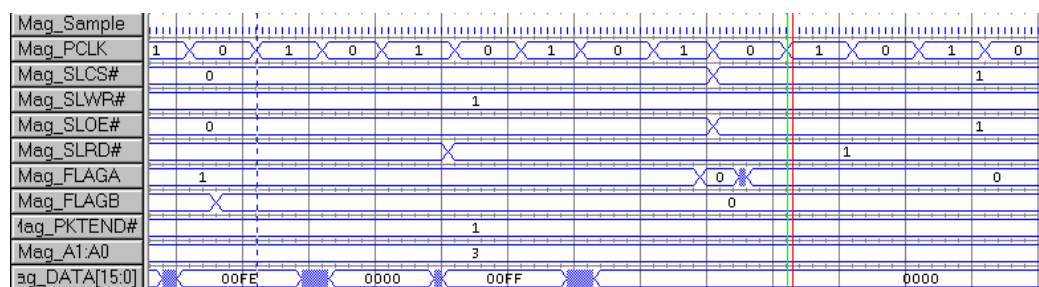 Mag_Sample
Mag_PCLK 1 0 1 0 1 0 1 0 1 0 1 0 1 0
Mag_SLCS# 0 1
Mag_SLWR# 1
Mag_SLOE# 0 1
Mag_SLRD# 1
Mag_FLAGA 1 0 0
Mag_FLAGB 0
ag_PKTEND# 1
Mag_A1:A0 3
ag_DATA[15:0] 00FE 0000 00FF 0000